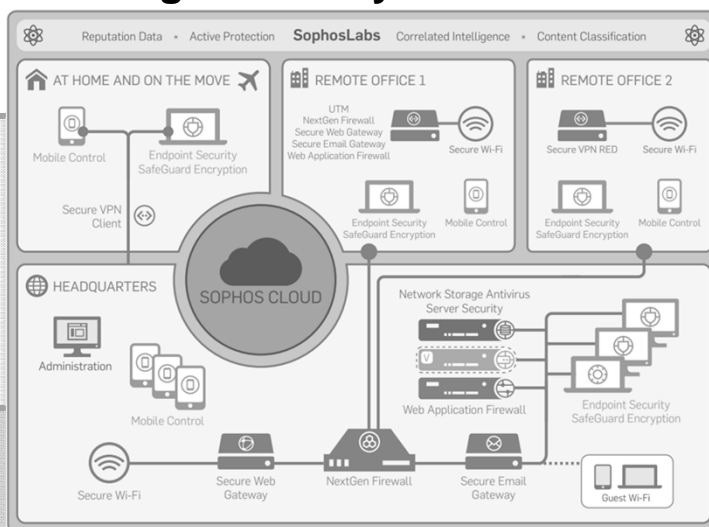 Reputation Data • Active Protection SophosLabs Correlated Intelligence • Content Classification
AT HOME AND ON THE MOVE
Mobile Control
Endpoint Security
SafeGuard Encryption
Secure VPN
Client
REMOTE OFFICE 1
UTM
NextGen Firewall
Secure Web Gateway
Secure Email Gateway
Web Application Firewall
Secure Wi-Fi
Endpoint Security
SafeGuard Encryption
Mobile Control
REMOTE OFFICE 2
Secure VPN RED
Secure Wi-Fi
Endpoint Security
SafeGuard Encryption
Mobile Control
SOPHOS CLOUD
HEADQUARTERS
Administration
Mobile Control
Network Storage Antivirus
Server Security
V
Web Application Firewall
Endpoint Security
SafeGuard Encryption
Secure Wi-Fi
Secure Web
Gateway
NextGen Firewall
Secure Email
Gateway
Guest Wi-Fi